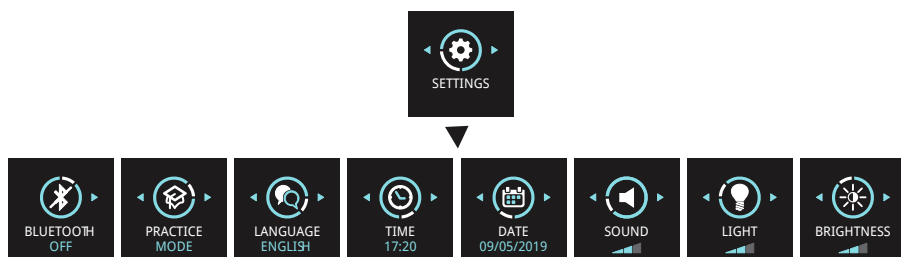 SETTINGS
BLUETOOTH
OFF
PRACTICE
MODE
LANGUAGE
ENGLISH
TIME
17:20
DATE
09/05/2019
SOUND
LIGHT
BRIGHTNESS